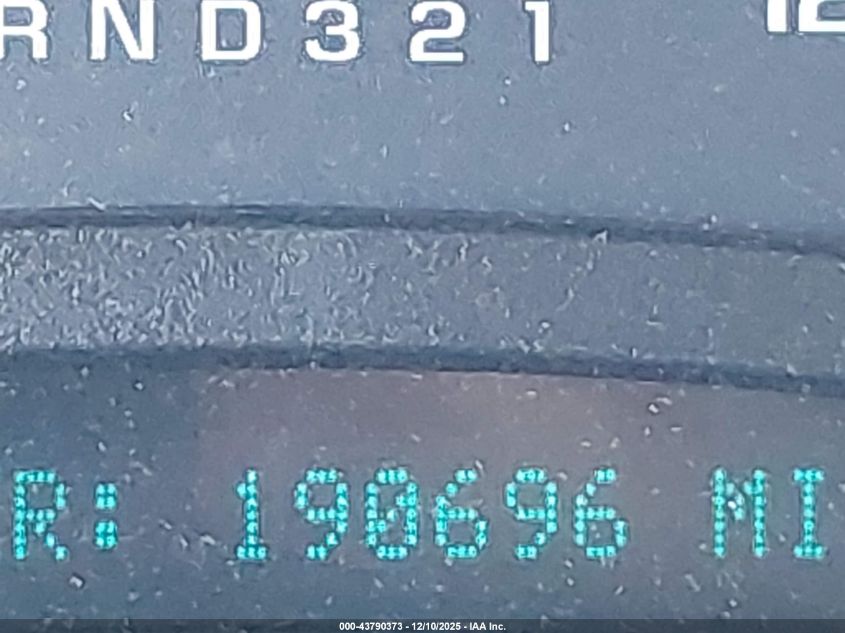 RND321
R: 190696 MI
000-43790373 - 12/10/2025 - IAA Inc.